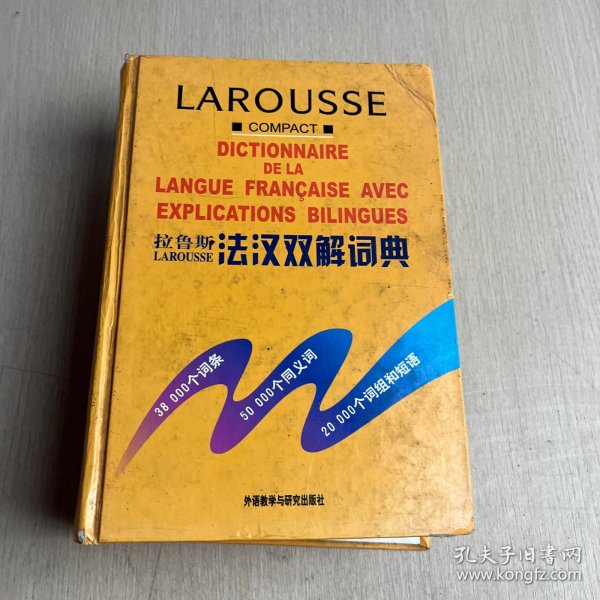 LAROUSSE
COMPACT
DICTIONNAIRE
DE LA
LANGUE FRANÇAISE AVEC
EXPLICATIONS BILINGUES
拉鲁斯
LAROUSSE
法汉双解词典
38 000个词条
50 000个同义词
20 000个词组和短语
外语教学与研究出版社
孔夫子旧书网
www.kongfz.com